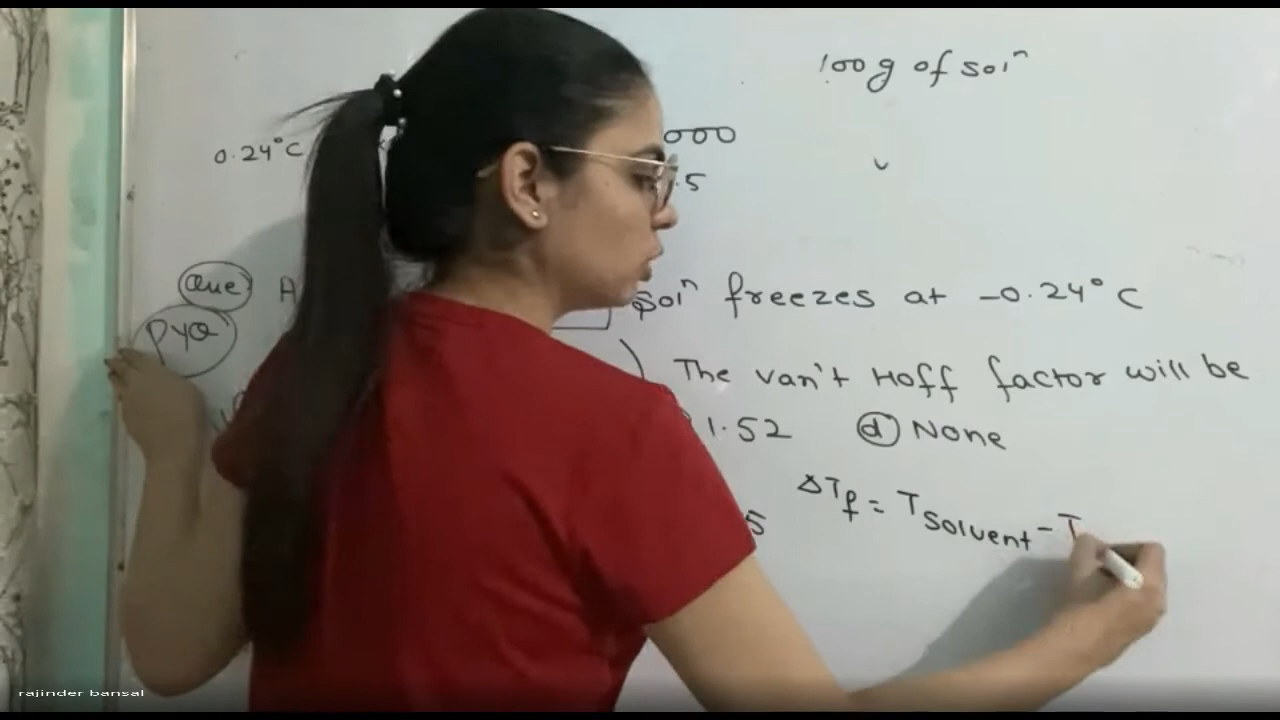 100g of solⁿ
0.24°C 000
.5
Que A solⁿ freezes at -0.24°C
PYQ ) The van't Hoff factor will be
1.52 (d) None
5 ΔTf = Tsolvent - T
rajinder bansal